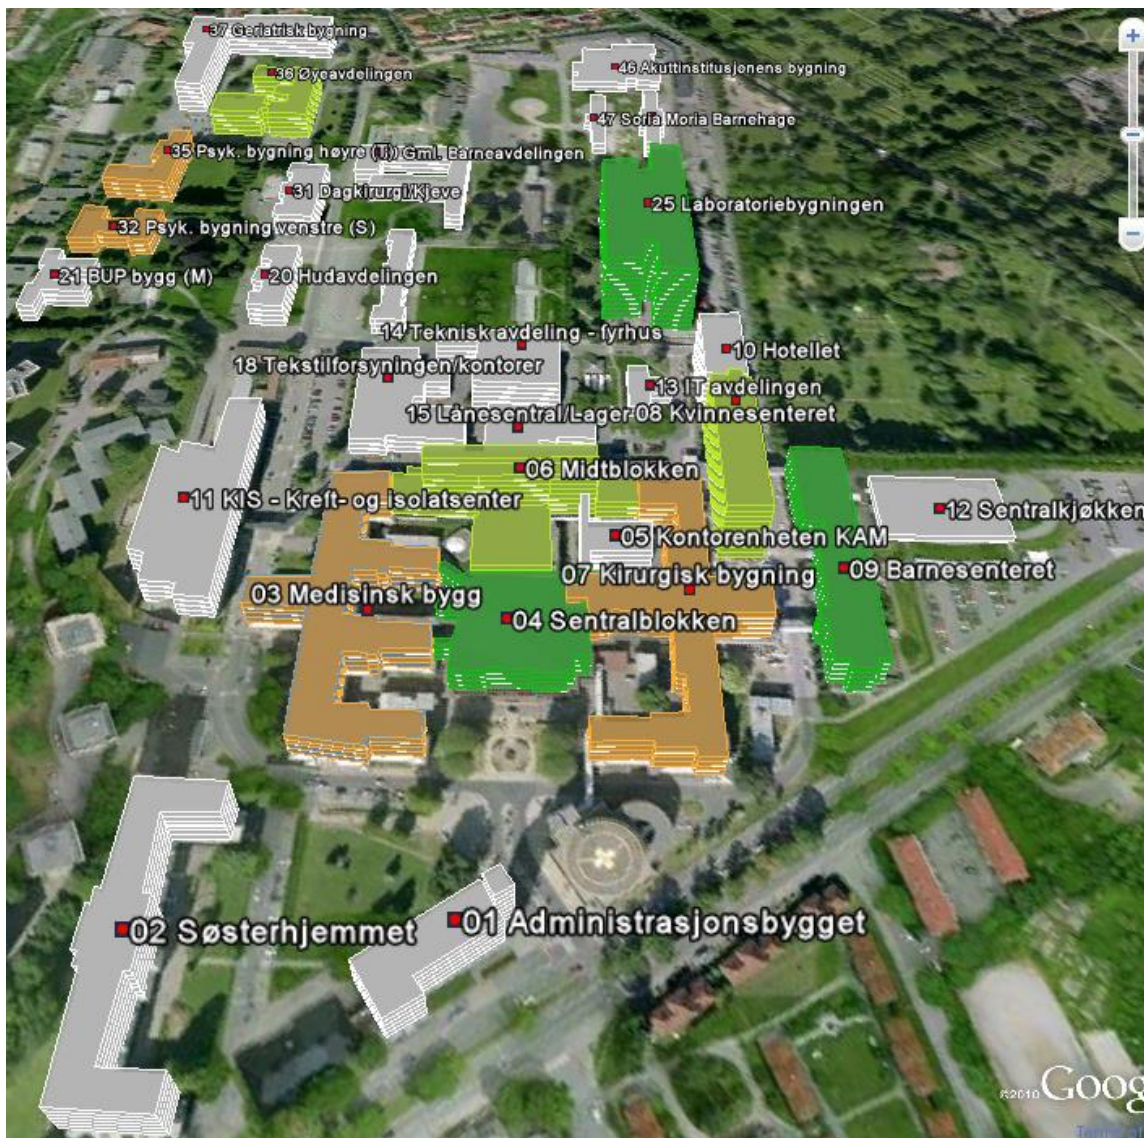 37 Geriatrisk bygning
36 Øyeavdelingen
46 Akuttinstitusjonens bygning
47 Soria Moria Barnehage
35 Psyk. bygning høyre (T)
Gml. Barneavdelingen
31 Dagkirurgi/Kjeve
25 Laboratoriebygningen
32 Psyk. bygning venstre (S)
21 BUP bygg (M)
20 Hudavdelingen
14 Teknisk avdeling - fyrhus
10 Hotellet
18 Tekstilforsyningen/kontorer
13 IT avdelingen
15 Lånesentral/Lager
08 Kvinnesenteret
06 Midtblokken
11 KIS - Kreft- og isolatsenter
12 Sentralkjøkken
05 Kontorenheten KAM
09 Barnesenteret
07 Kirurgisk bygning
03 Medisinsk bygg
04 Sentralblokken
02 Søsterhjemmet
01 Administrasjonsbygget
©2010 Goog